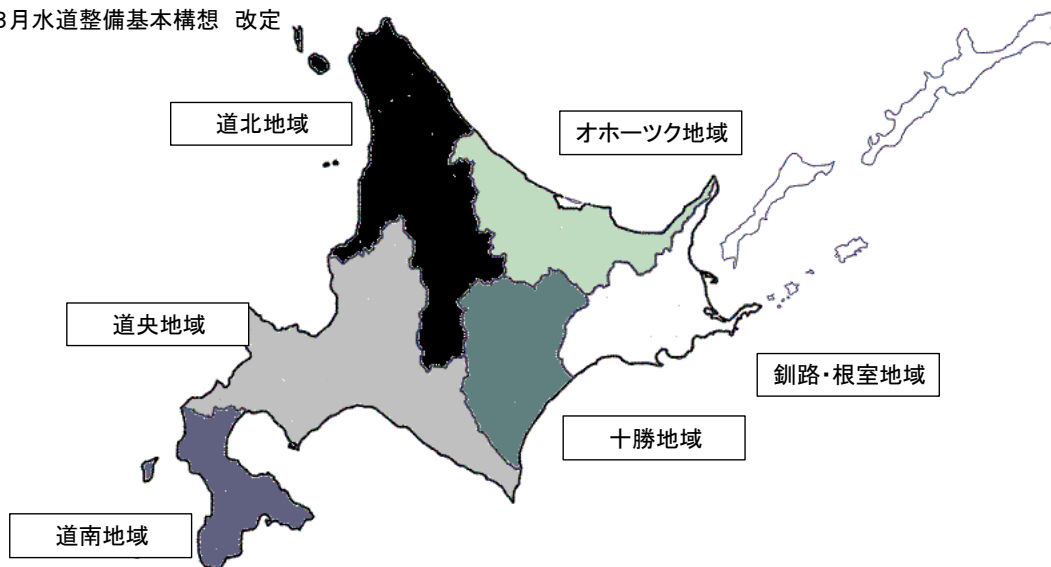 3月水道整備基本構想 改定
道北地域
オホーツク地域
道央地域
釧路・根室地域
十勝地域
道南地域